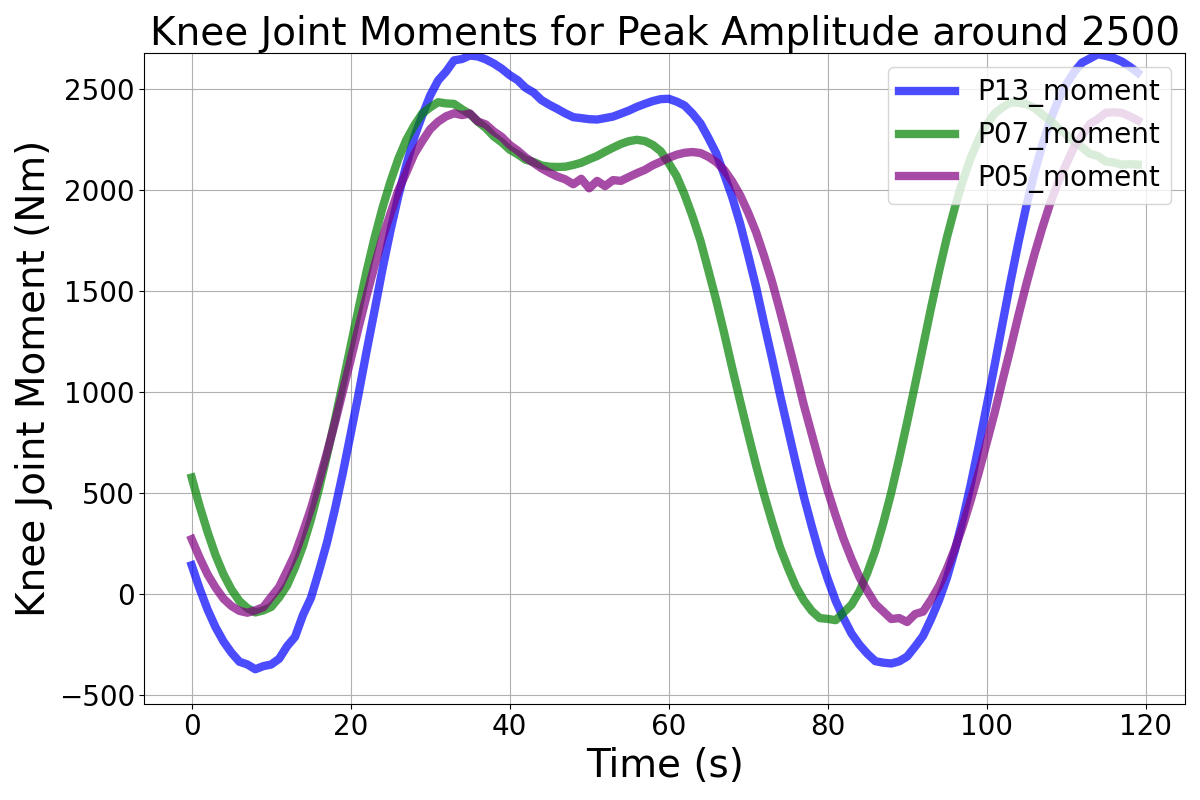 Knee Joint Moments for Peak Amplitude around 2500
P13_moment
P07_moment
P05_moment
Knee Joint Moment (Nm)
2500
2000
1500
1000
500
0
−500
0 20 40 60 80 100 120
Time (s)